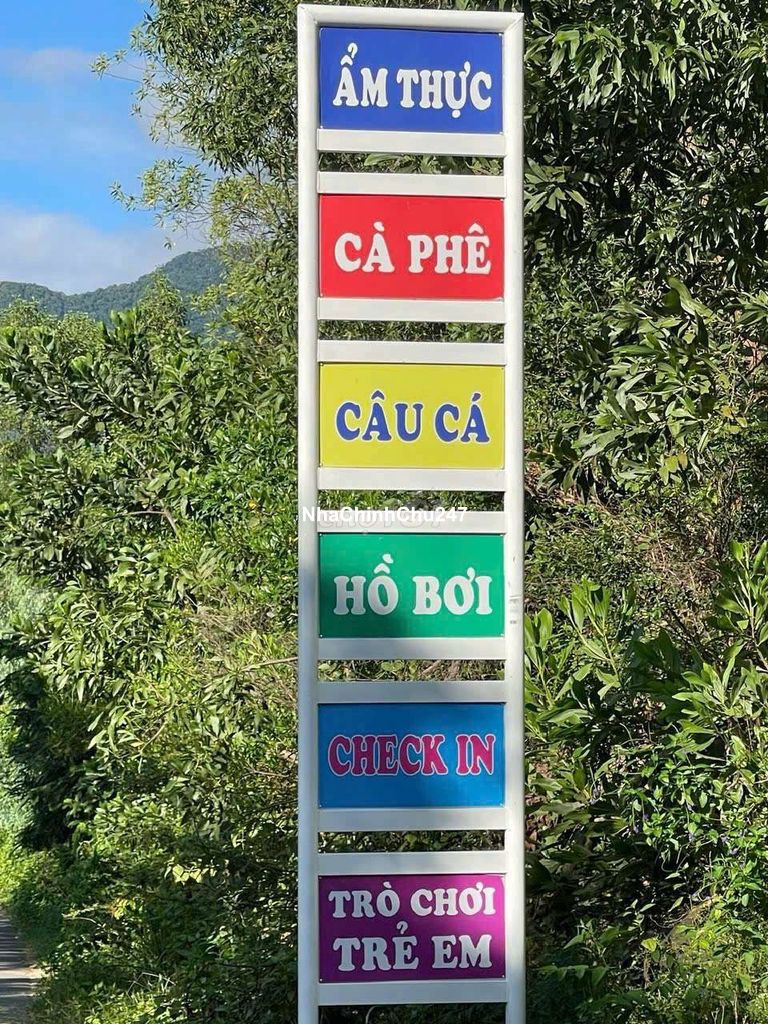 ẨM THỰC
CÀ PHÊ
CÂU CÁ
NhaChinhChu247
HỒ BƠI
CHECK IN
TRÒ CHƠI
TRẺ EM